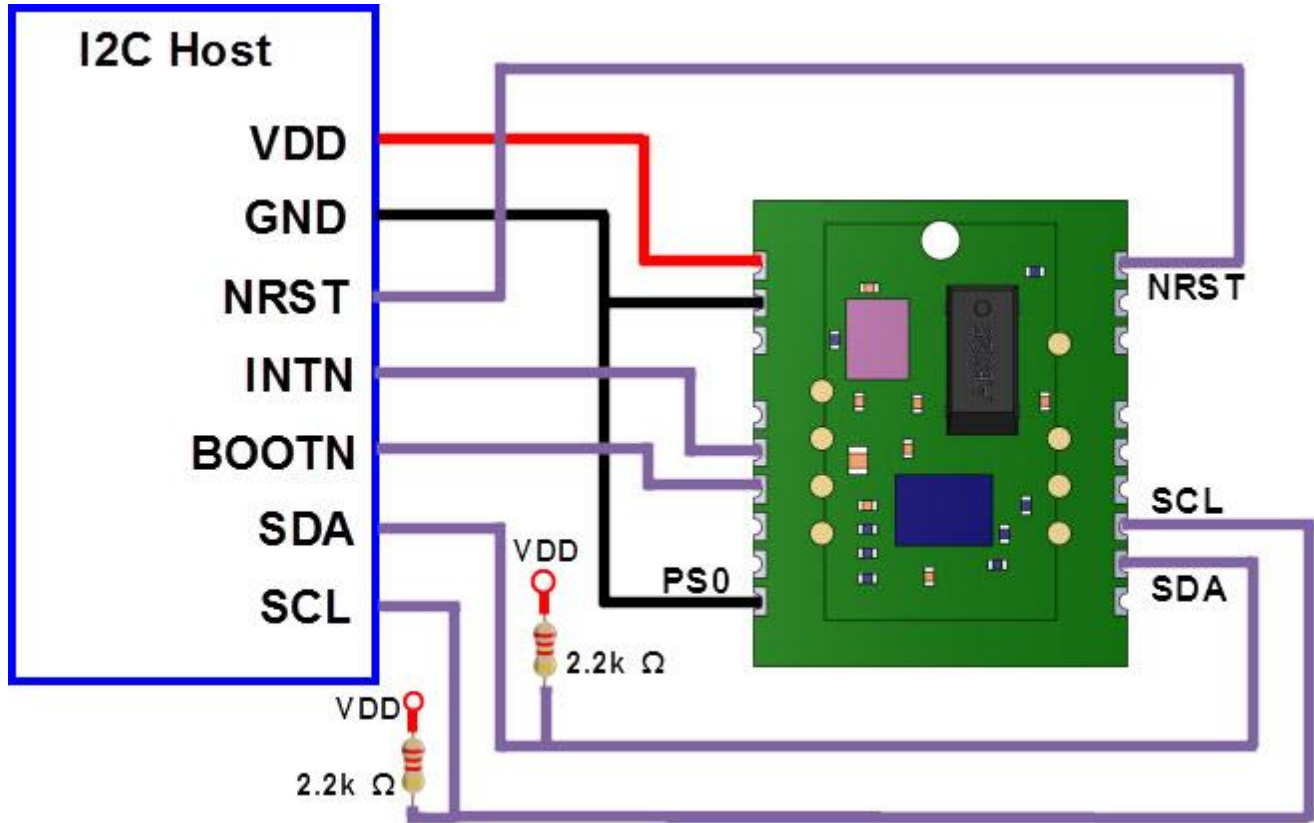 I2C Host
VDD
GND
NRST
INTN
BOOTN
SDA
SCL
NRST
SCL
SDA
PS0
VDD
2.2k Ω
VDD
2.2k Ω